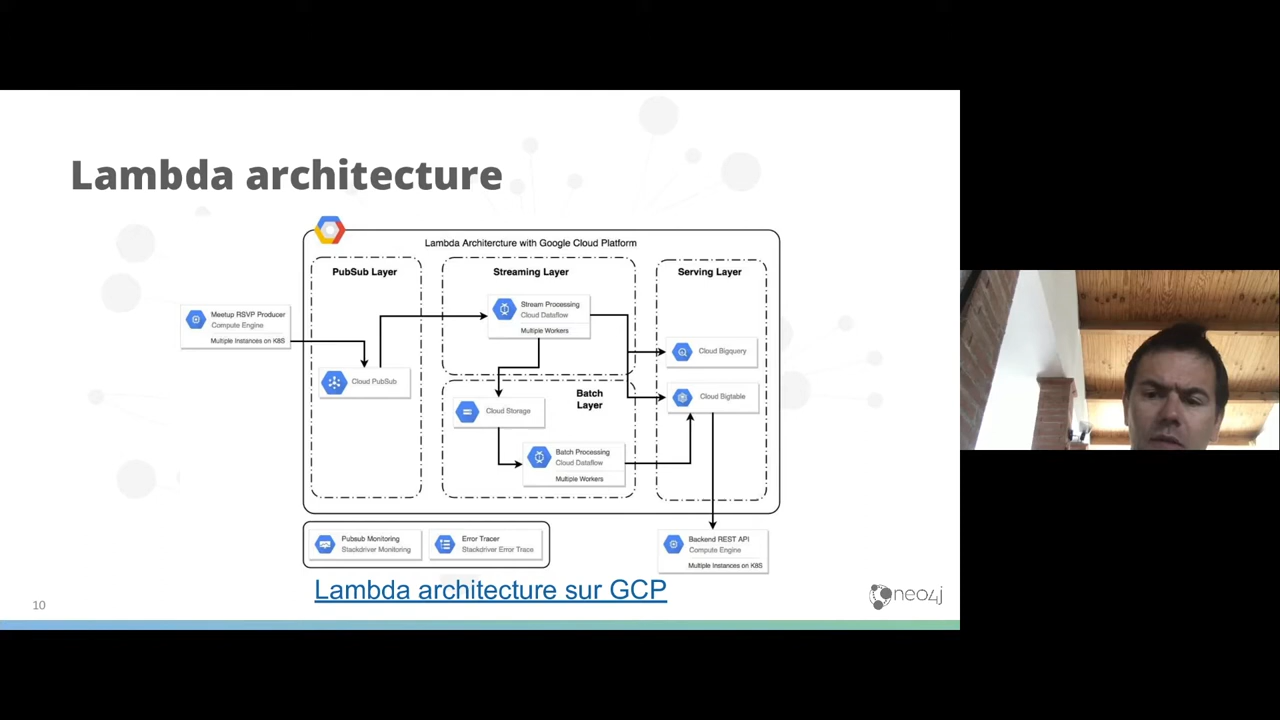 Lambda architecture
Lambda Architercture with Google Cloud Platform
PubSub Layer
Streaming Layer
Serving Layer
Meetup RSVP Producer
Compute Engine
Multiple Instances on K8S
Cloud PubSub
Stream Processing
Cloud Dataflow
Multiple Workers
Cloud Bigquery
Cloud Bigtable
Batch
Layer
Cloud Storage
Batch Processing
Cloud Dataflow
Multiple Workers
Pubsub Monitoring
Stackdriver Monitoring
Error Tracer
Stackdriver Error Trace
Backend REST API
Compute Engine
Multiple Instances on K8S
Lambda architecture sur GCP
10
neo4j